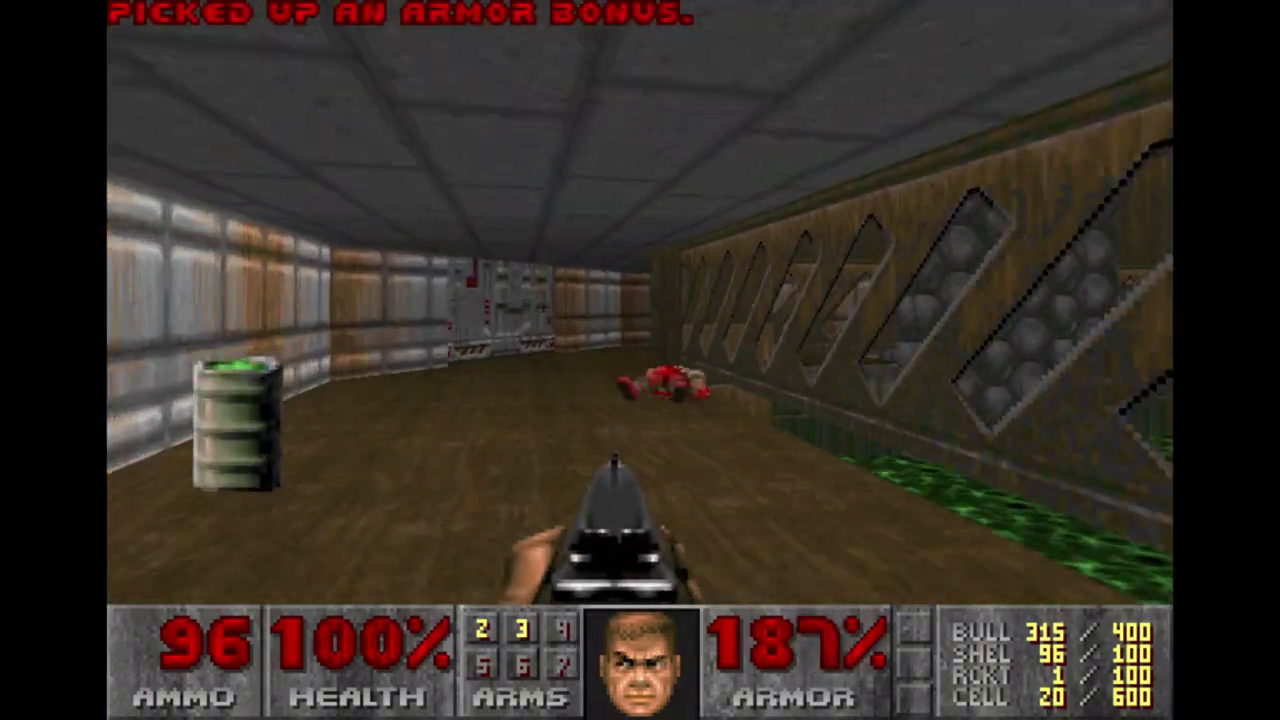 PICKED UP AN ARMOR BONUS.
96 100% 2 3 4 187% BULL 315 / 400
SHEL 96 / 100
5 6 7 RCKT 1 / 100
AMMO HEALTH ARMS ARMOR CELL 20 / 600